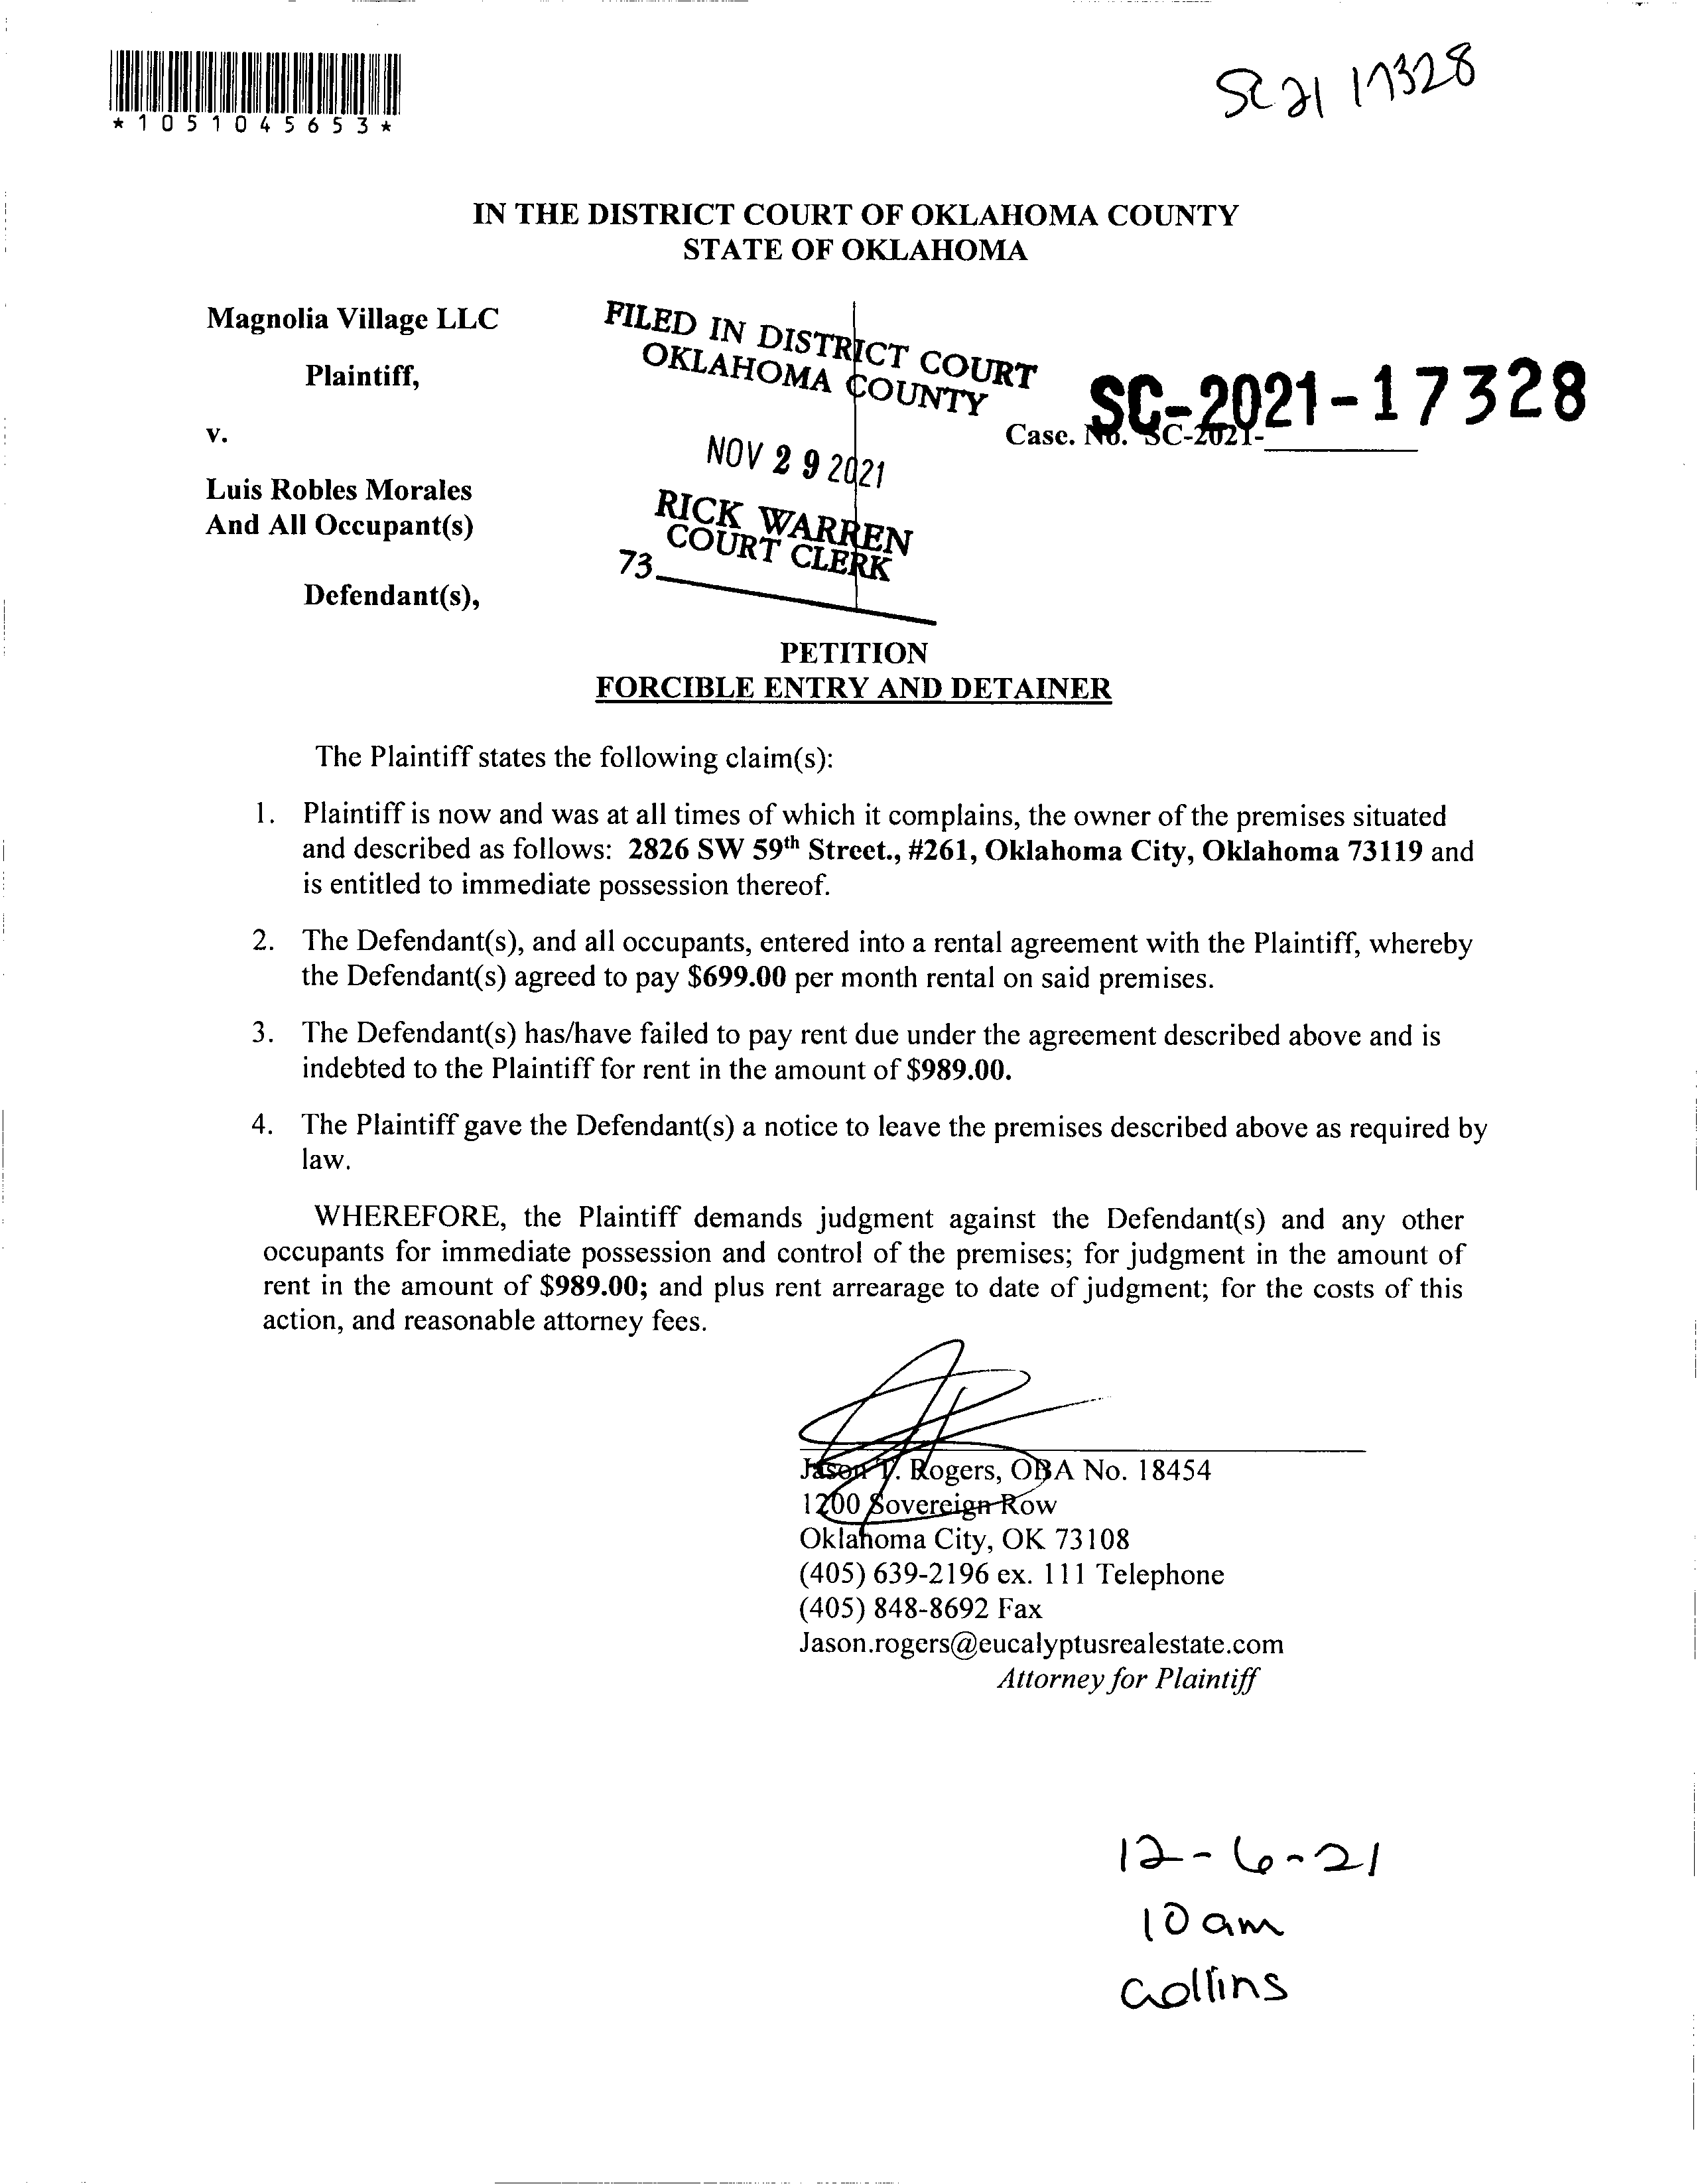 *1051045653*
SC 21 17328
IN THE DISTRICT COURT OF OKLAHOMA COUNTY
STATE OF OKLAHOMA
Magnolia Village LLC
Plaintiff,
v.
Luis Robles Morales
And All Occupant(s)
Defendant(s),
FILED IN DISTRICT COURT
OKLAHOMA COUNTY
NOV 29 2021
RICK WARREN
COURT CLERK
73
SC-2021-17328
Case. No. SC-2021-
PETITION
FORCIBLE ENTRY AND DETAINER
The Plaintiff states the following claim(s):
1. Plaintiff is now and was at all times of which it complains, the owner of the premises situated
and described as follows: 2826 SW 59th Street., #261, Oklahoma City, Oklahoma 73119 and
is entitled to immediate possession thereof.
2. The Defendant(s), and all occupants, entered into a rental agreement with the Plaintiff, whereby
the Defendant(s) agreed to pay $699.00 per month rental on said premises.
3. The Defendant(s) has/have failed to pay rent due under the agreement described above and is
indebted to the Plaintiff for rent in the amount of $989.00.
4. The Plaintiff gave the Defendant(s) a notice to leave the premises described above as required by
law.
WHEREFORE, the Plaintiff demands judgment against the Defendant(s) and any other
occupants for immediate possession and control of the premises; for judgment in the amount of
rent in the amount of $989.00; and plus rent arrearage to date of judgment; for the costs of this
action, and reasonable attorney fees.
Jason T. Rogers, OBA No. 18454
1200 Sovereign Row
Oklahoma City, OK 73108
(405) 639-2196 ex. 111 Telephone
(405) 848-8692 Fax
Jason.rogers@eucalyptusrealestate.com
Attorney for Plaintiff
12-6-21
10 am
Collins